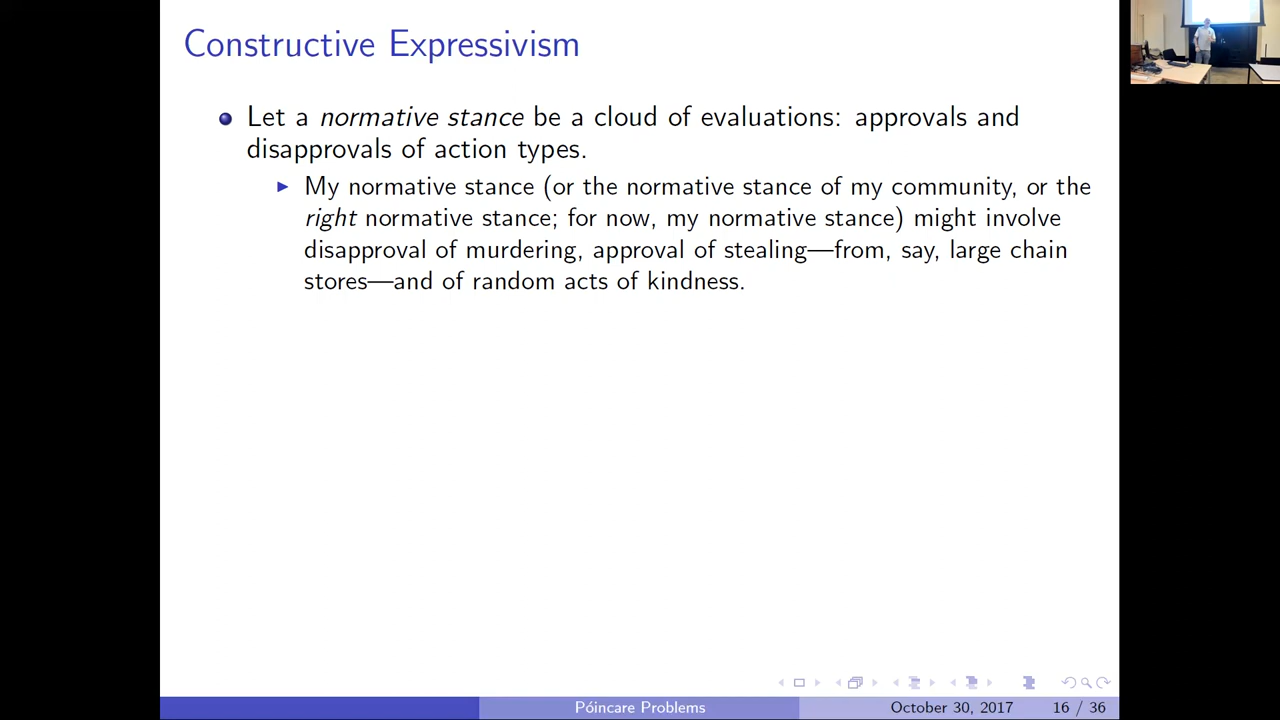 Constructive Expressivism
Let a normative stance be a cloud of evaluations: approvals and
disapprovals of action types.
My normative stance (or the normative stance of my community, or the
right normative stance; for now, my normative stance) might involve
disapproval of murdering, approval of stealing—from, say, large chain
stores—and of random acts of kindness.
Póincare Problems
October 30, 2017
16 / 36